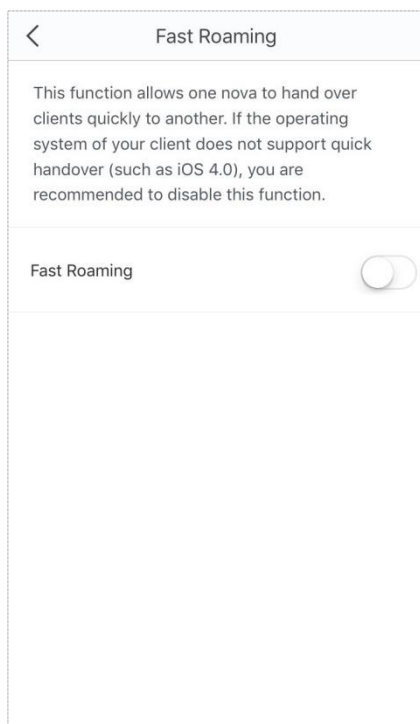 Fast Roaming
This function allows one nova to hand over
clients quickly to another. If the operating
system of your client does not support quick
handover (such as iOS 4.0), you are
recommended to disable this function.
Fast Roaming